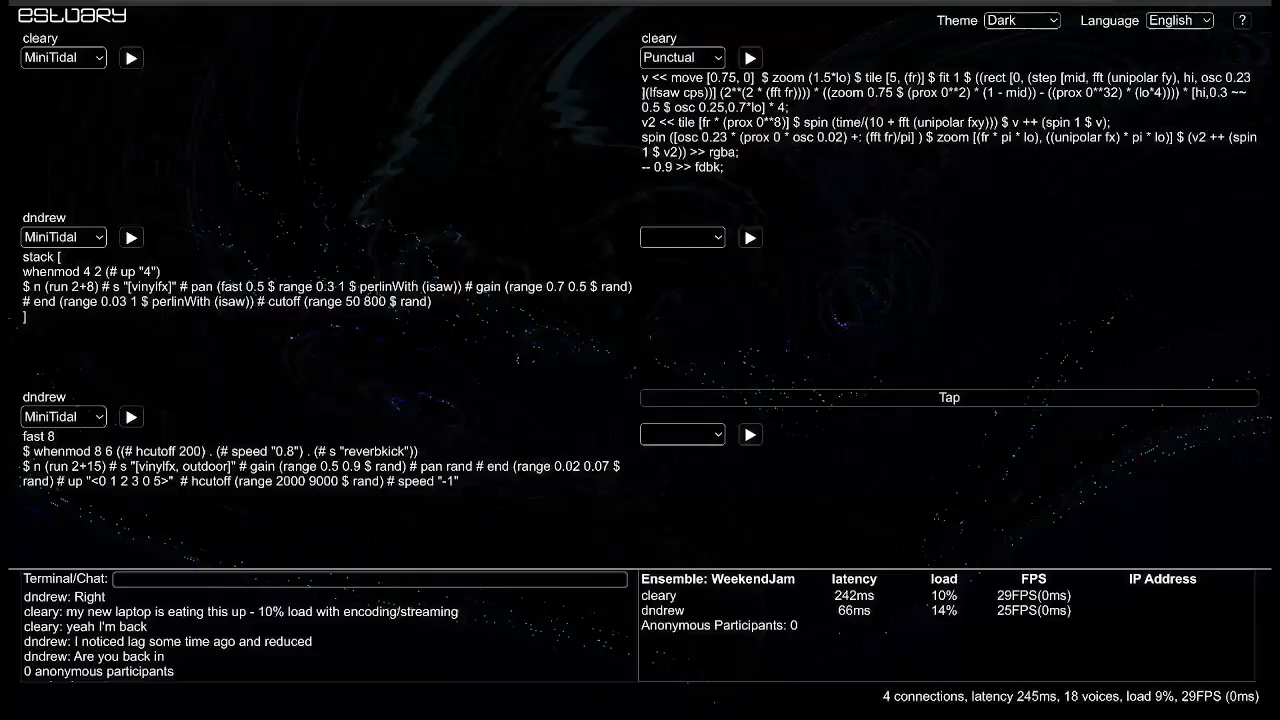 estuary
Theme Dark Language English ?
cleary
MiniTidal
cleary
Punctual
v << move [0.75, 0]  $ zoom (1.5*lo) $ tile [5, (fr)] $ fit 1 $ ((rect [0, (step [mid, fft (unipolar fy), hi, osc 0.23
](lfsaw cps))] (2**(2 * (fft fr)))) * ((zoom 0.75 $ (prox 0**2) * (1 - mid)) - ((prox 0**32) * (lo*4)))) * [hi,0.3 ~~
0.5 $ osc 0.25,0.7*lo] * 4;
v2 << tile [fr * (prox 0**8)] $ spin (time/(10 + fft (unipolar fxy))) $ v ++ (spin 1 $ v);
spin ([osc 0.23 * (prox 0 * osc 0.02) +: (fft fr)/pi] ) $ zoom [(fr * pi * lo), ((unipolar fx) * pi * lo)] $ (v2 ++ (spin
1 $ v2)) >> rgba;
-- 0.9 >> fdbk;
dndrew
MiniTidal
stack [
whenmod 4 2 (# up "4")
$ n (run 2+8) # s "[vinylfx]" # pan (fast 0.5 $ range 0.3 1 $ perlinWith (isaw)) # gain (range 0.7 0.5 $ rand)
# end (range 0.03 1 $ perlinWith (isaw)) # cutoff (range 50 800 $ rand)
]
dndrew
MiniTidal
fast 8
$ whenmod 8 6 ((# hcutoff 200) . (# speed "0.8") . (# s "reverbkick"))
$ n (run 2+15) # s "[vinylfx, outdoor]" # gain (range 0.5 0.9 $ rand) # pan rand # end (range 0.02 0.07 $
rand) # up "<0 1 2 3 0 5>"  # hcutoff (range 2000 9000 $ rand) # speed "-1"
Tap
Terminal/Chat:
dndrew: Right
cleary: my new laptop is eating this up - 10% load with encoding/streaming
cleary: yeah I'm back
dndrew: I noticed lag some time ago and reduced
dndrew: Are you back in
0 anonymous participants
Ensemble: WeekendJam latency load FPS IP Address
cleary 242ms 10% 29FPS(0ms)
dndrew 66ms 14% 25FPS(0ms)
Anonymous Participants: 0
4 connections, latency 245ms, 18 voices, load 9%, 29FPS (0ms)